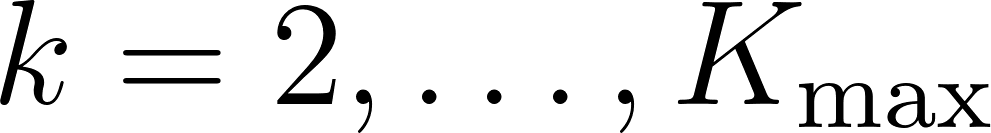 k = 2, . . . , K_max